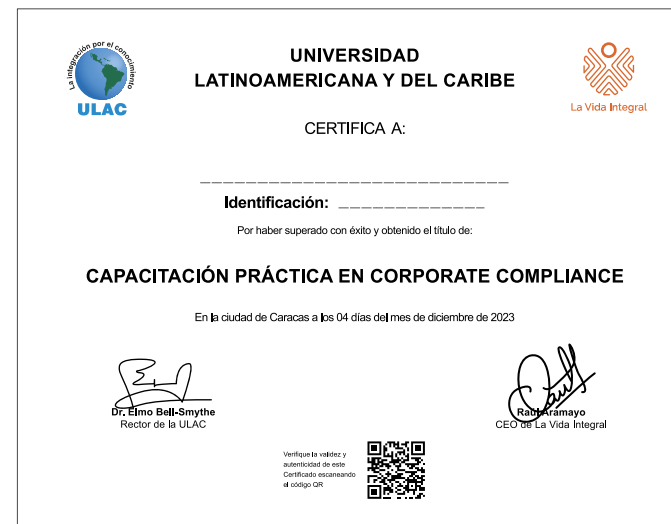 La integración por el conocimiento
ULAC
UNIVERSIDAD
LATINOAMERICANA Y DEL CARIBE
La Vida Integral
CERTIFICA A:
___________________________
Identificación: _____________
Por haber superado con éxito y obtenido el título de:
CAPACITACIÓN PRÁCTICA EN CORPORATE COMPLIANCE
En la ciudad de Caracas a los 04 días del mes de diciembre de 2023
Dr. Elmo Bell-Smythe
Rector de la ULAC
Raúl Aramayo
CEO de La Vida Integral
Verifique la validez y
autenticidad de este
Certificado escaneando
el código QR